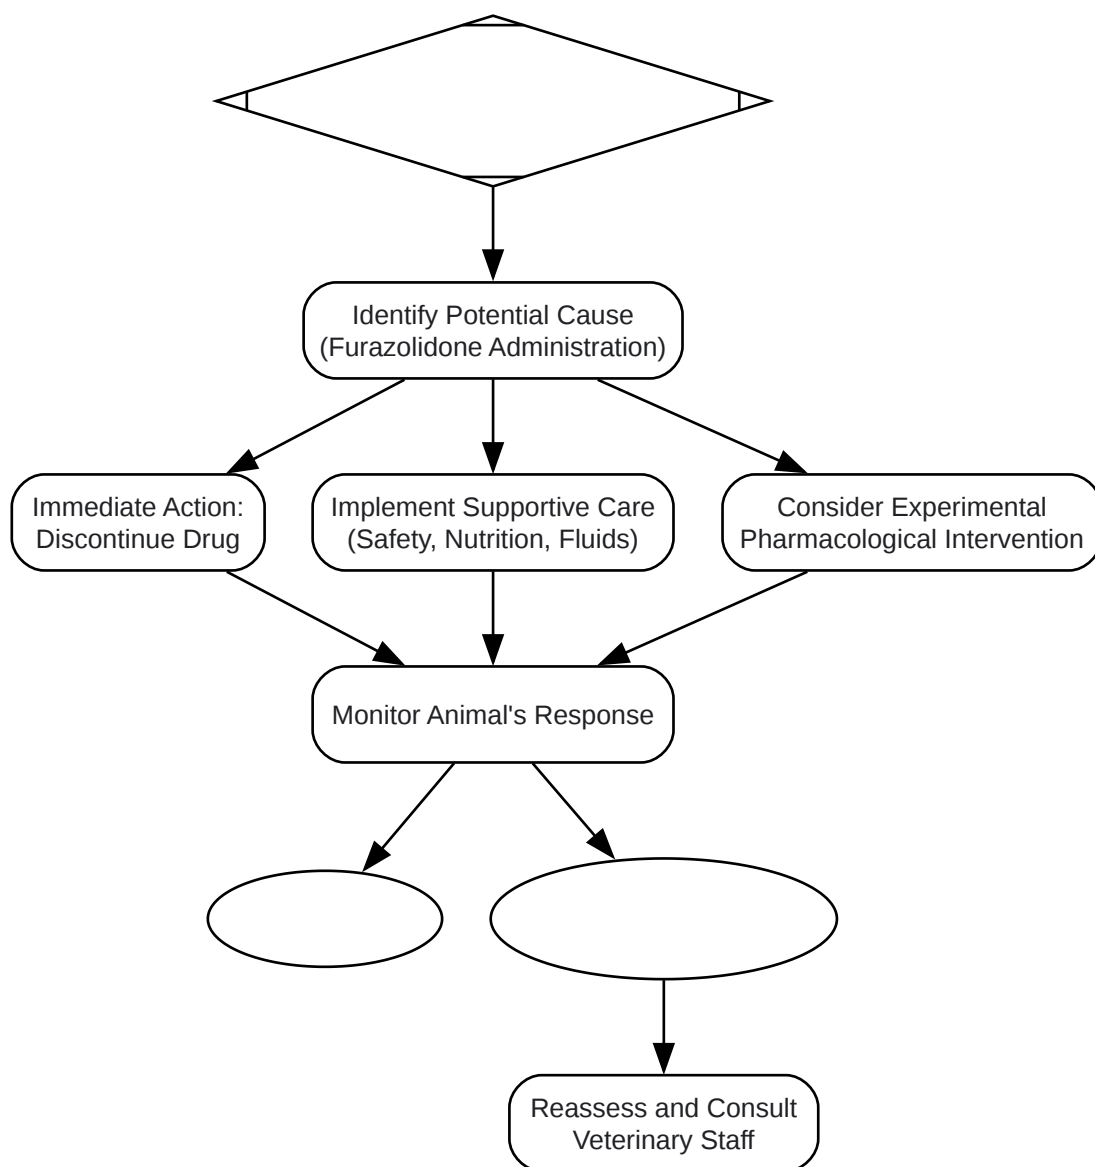 Identify Potential Cause
(Furazolidone Administration)
Immediate Action:
Discontinue Drug
Implement Supportive Care
(Safety, Nutrition, Fluids)
Consider Experimental
Pharmacological Intervention
Monitor Animal's Response
Reassess and Consult
Veterinary Staff